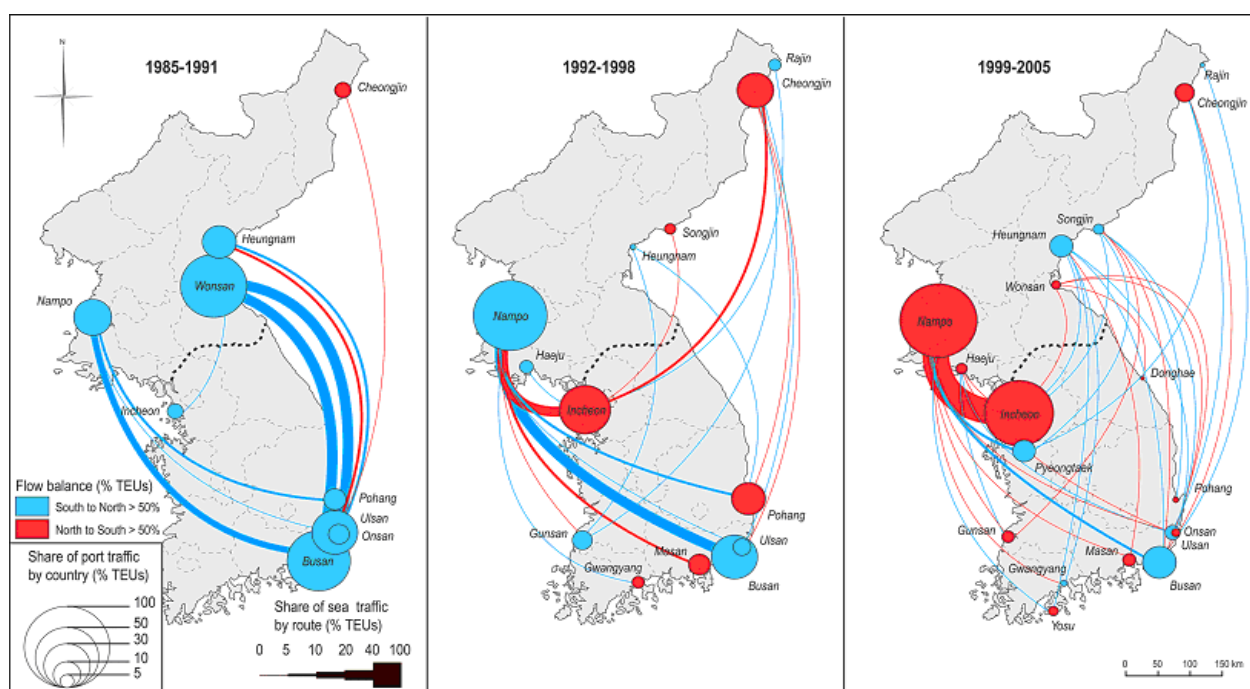 N
1985-1991
Cheongjin
Heungnam
Wonsan
Nampo
Incheon
Pohang
Ulsan
Onsan
Busan
Flow balance (% TEUs)
South to North > 50%
North to South > 50%
Share of port traffic
by country (% TEUs)
100
50
30
10
5
Share of sea traffic
by route (% TEUs)
0 5 10 20 40 100
1992-1998
Rajin
Cheongjin
Songjin
Heungnam
Nampo
Haeju
Incheon
Pohang
Gunsan
Ulsan
Masan
Gwangyang
Busan
1999-2005
Rajin
Cheongjin
Songjin
Heungnam
Wonsan
Nampo
Haeju
Donghae
Incheon
Pyeongtaek
Pohang
Gunsan
Onsan
Ulsan
Masan
Gwangyang
Busan
Yosu
0 50 100 150 km